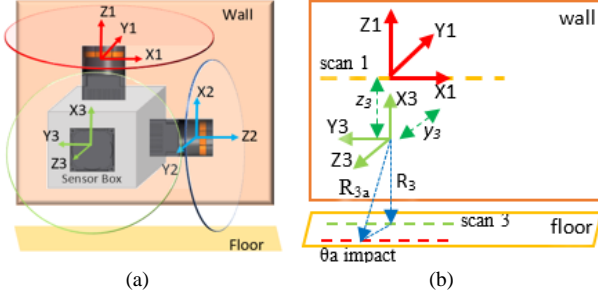 Wall
Z1
Y1
X1
X2
X3
Y3
Z3
Z2
Y2
Sensor Box
Floor
(a)
wall
Z1
Y1
scan 1
X1
z3
X3
Y3
y3
Z3
R3a
R3
scan 3
floor
θa impact
(b)